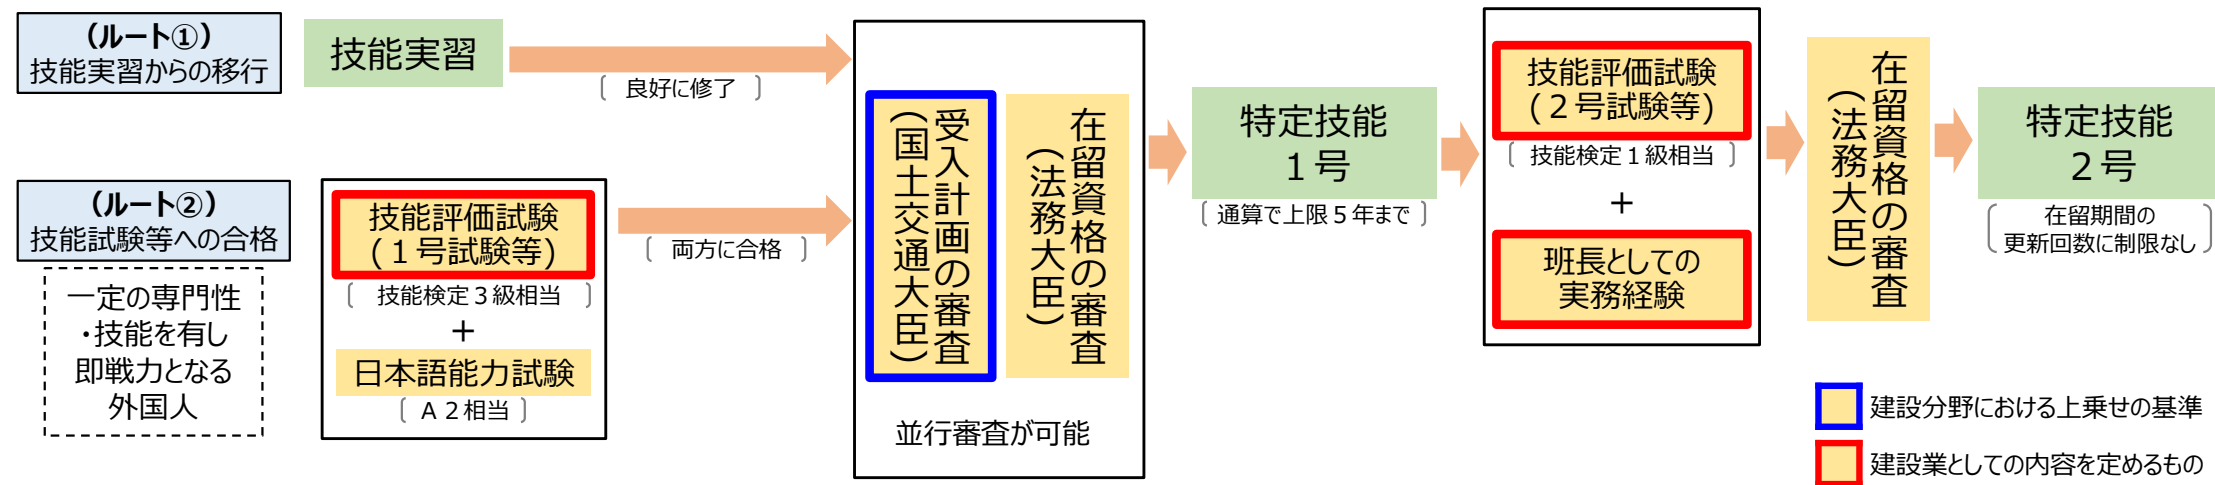 （ルート①）
技能実習からの移行
技能実習
〔 良好に修了 〕
（ルート②）
技能試験等への合格
一定の専門性
・技能を有し
即戦力となる
外国人
技能評価試験
(１号試験等)
〔 技能検定３級相当 〕
＋
日本語能力試験
〔 Ａ２相当 〕
〔 両方に合格 〕
受入計画の審査
（国土交通大臣）
在留資格の審査
（法務大臣）
並行審査が可能
特定技能
１号
〔 通算で上限５年まで 〕
技能評価試験
(２号試験等)
〔 技能検定１級相当 〕
＋
班長としての
実務経験
在留資格の審査
（法務大臣）
特定技能
２号
〔 在留期間の
更新回数に制限なし 〕
建設分野における上乗せの基準
建設業としての内容を定めるもの